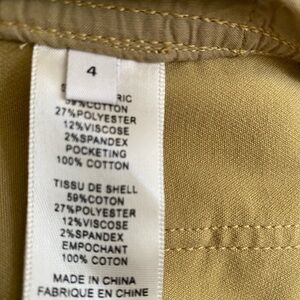 4
59%COTTON
27%POLYESTER
12%VISCOSE
2%SPANDEX
POCKETING
100% COTTON
TISSU DE SHELL
59%COTON
27%POLYESTER
12%VISCOSE
2%SPANDEX
EMPOCHANT
100% COTON
MADE IN CHINA
FABRIQUE EN CHINE